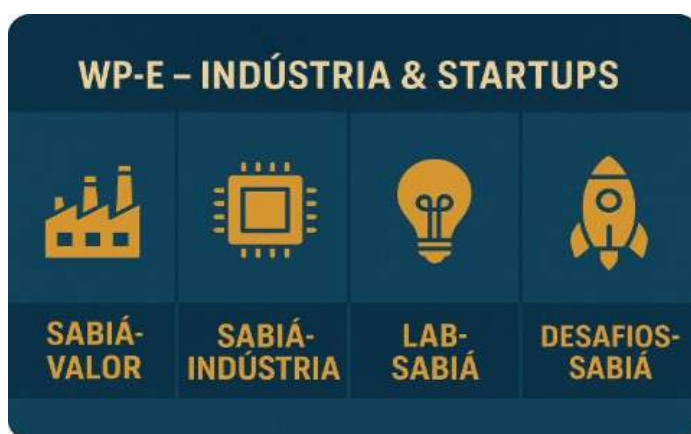 WP-E – INDÚSTRIA & STARTUPS
SABIÁ-
VALOR
SABIÁ-
INDÚSTRIA
LAB-
SABIÁ
DESAFIOS-
SABIÁ